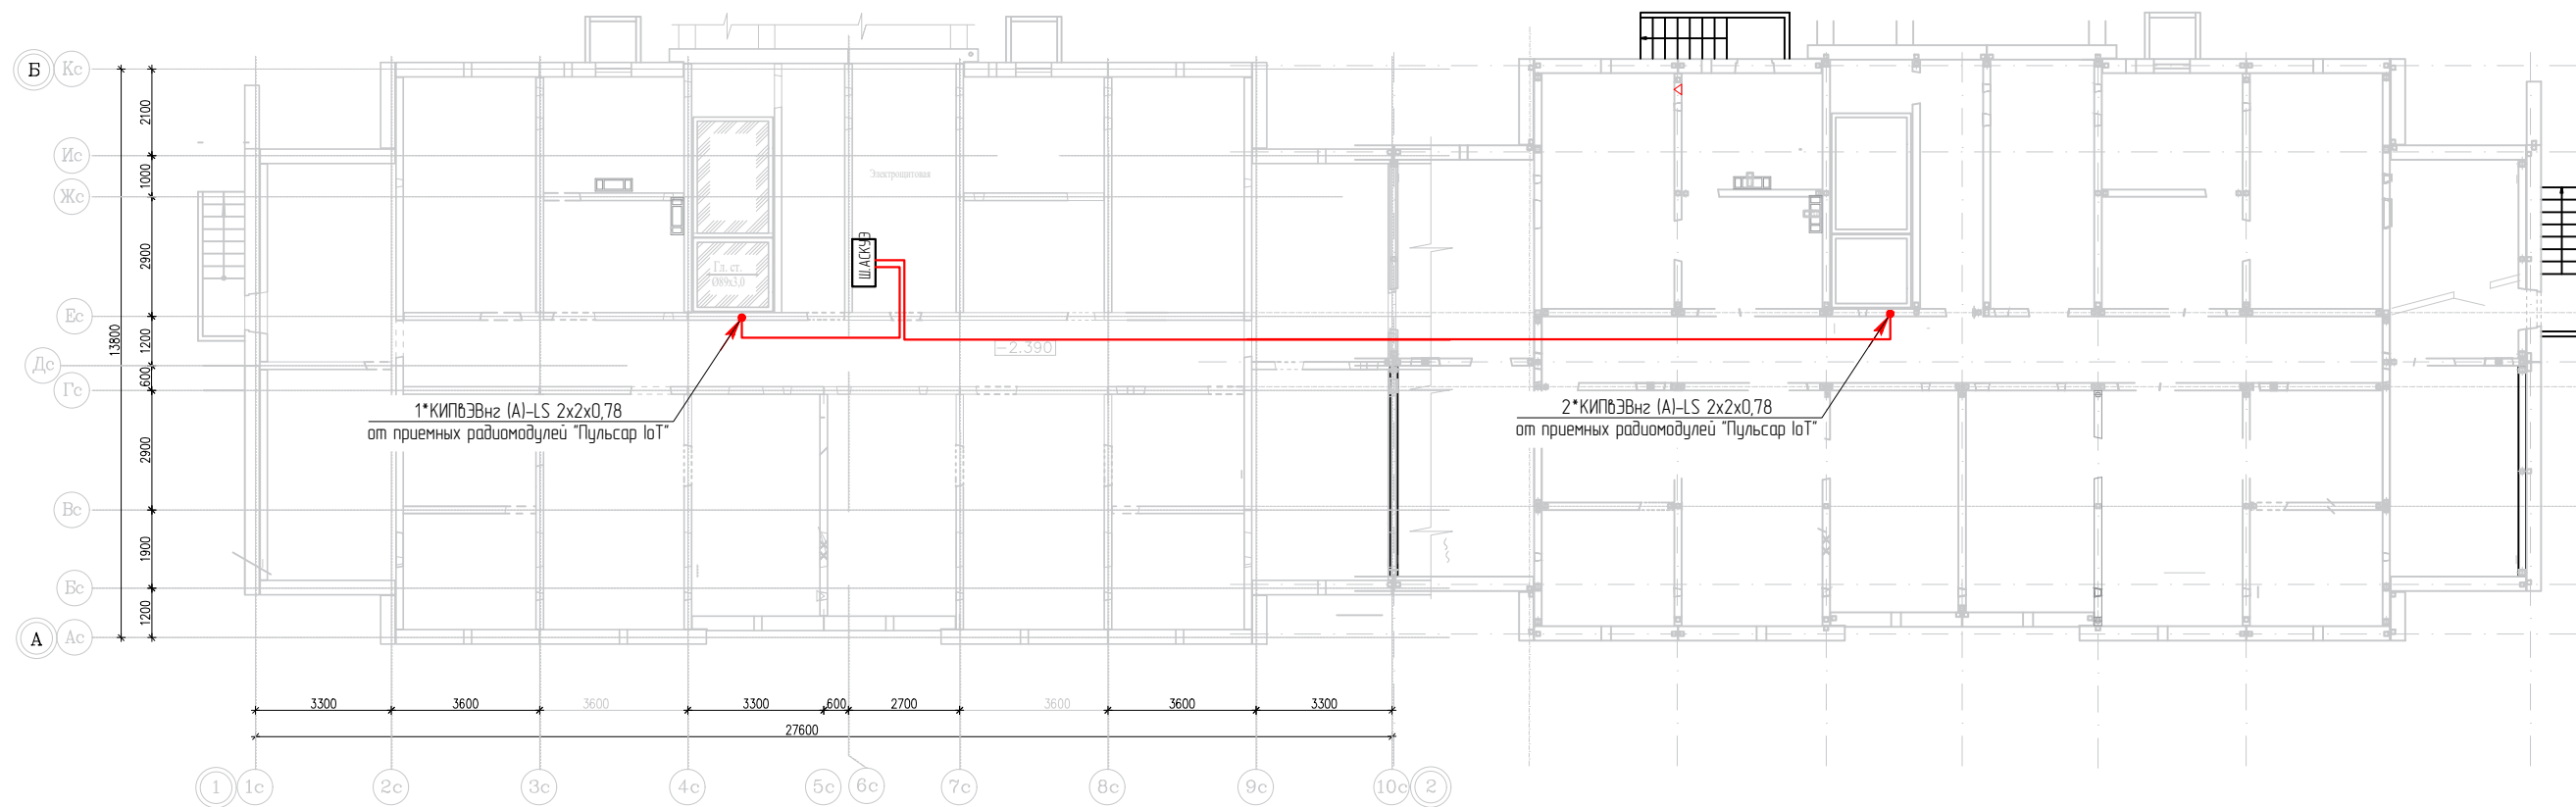 Б
Кс
Ис
Жс
Ес
Дс
Гс
Вс
Бс
А
Ас
2100
1000
2900
1200
600
2900
1900
1200
13800
Электрощитовая
Ш.АСКУЭ
Гл. ст.
Ø89х3,0
-2.390
1*КИПвЭВнг (А)-LS 2х2х0,78
от приемных радиомодулей "Пульсар IoT"
2*КИПвЭВнг (А)-LS 2х2х0,78
от приемных радиомодулей "Пульсар IoT"
3300 3600 3600 3300 600 2700 3600 3600 3300
27600
1 1с 2с 3с 4с 5с 6с 7с 8с 9с 10с 2